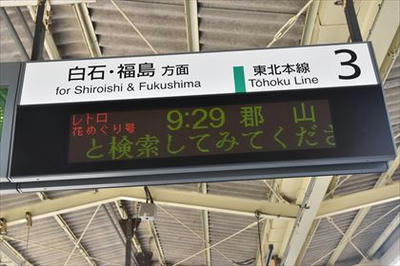 白石・福島 方面
for Shiroishi & Fukushima
東北本線
Tōhoku Line
3
レトロ
花めぐり号
9:29 郡 山
と検索してみてくださ